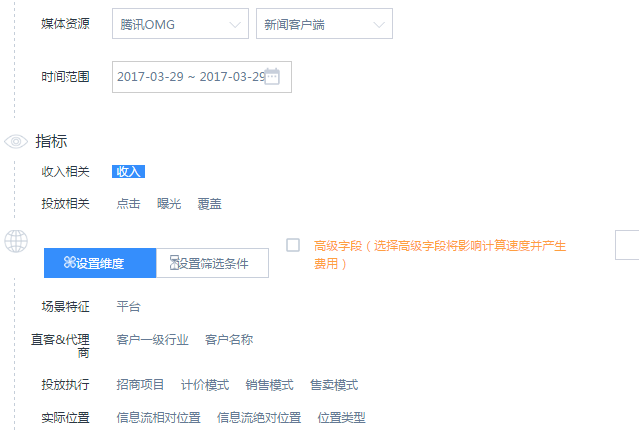 媒体资源 腾讯OMG 新闻客户端
时间范围 2017-03-29 ~ 2017-03-29
指标
收入相关 收入
投放相关 点击 曝光 覆盖
设置维度 设置筛选条件 高级字段（选择高级字段将影响计算速度并产生
费用）
场景特征 平台
直客&代理
商 客户一级行业 客户名称
投放执行 招商项目 计价模式 销售模式 售卖模式
实际位置 信息流相对位置 信息流绝对位置 位置类型